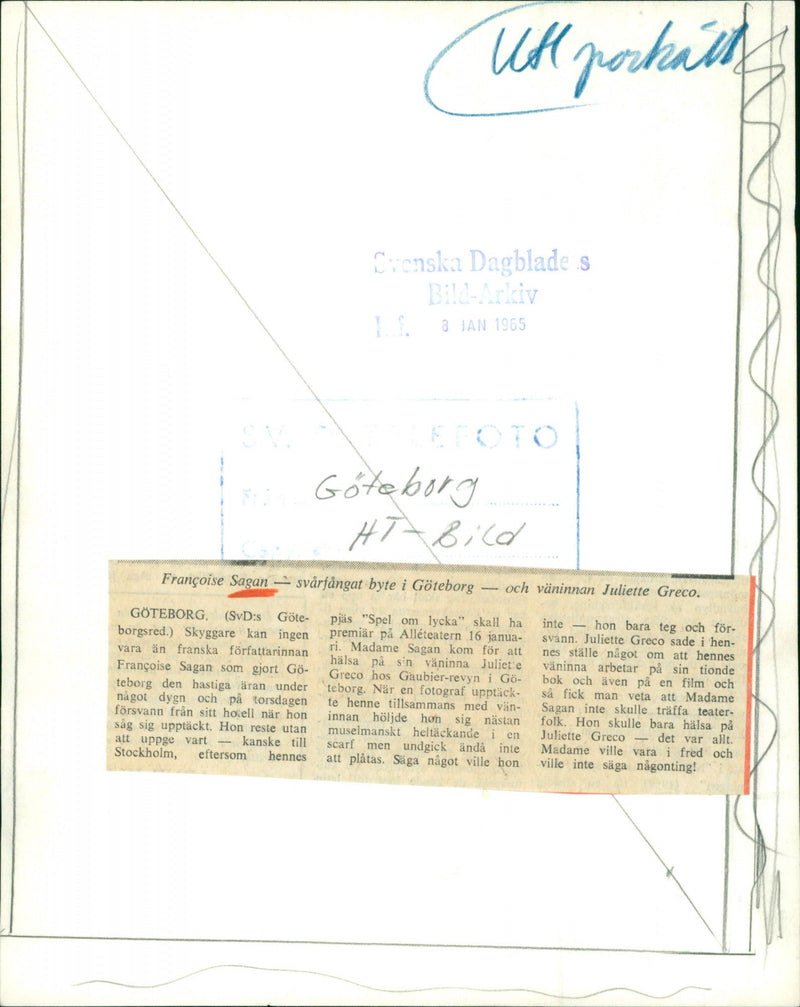 porträtt
Svenska Dagblade s
Bild-Arkiv
8 JAN 1965
Göteborg
HT-Bild
Françoise Sagan — svårfångat byte i Göteborg — och väninnan Juliette Greco.
GÖTEBORG. (SvD:s Göte-
borgsred.) Skyggare kan ingen
vara än franska författarinnan
Françoise Sagan som gjort Gö-
teborg den hastiga äran under
något dygn och på torsdagen
försvann från sitt hotell när hon
såg sig upptäckt. Hon reste utan
att uppge vart — kanske till
Stockholm, eftersom hennes
pjäs "Spel om lycka" skall ha
premiär på Alléteatern 16 janua-
ri. Madame Sagan kom för att
hälsa på sin väninna Juliette
Greco hos Gaubier-revyn i Gö-
teborg. När en fotograf upptäck-
te henne tillsammans med vän-
innan höljde hon sig nästan
muselmanskt heltäckande i en
scarf men undgick ändå inte
att plåtas. Säga något ville hon
inte — hon bara teg och för-
svann. Juliette Greco sade i hen-
nes ställe något om att hennes
väninna arbetar på sin tionde
bok och även på en film och
så fick man veta att Madame
Sagan inte skulle träffa teater-
folk. Hon skulle bara hälsa på
Juliette Greco — det var allt.
Madame ville vara i fred och
ville inte säga någonting!